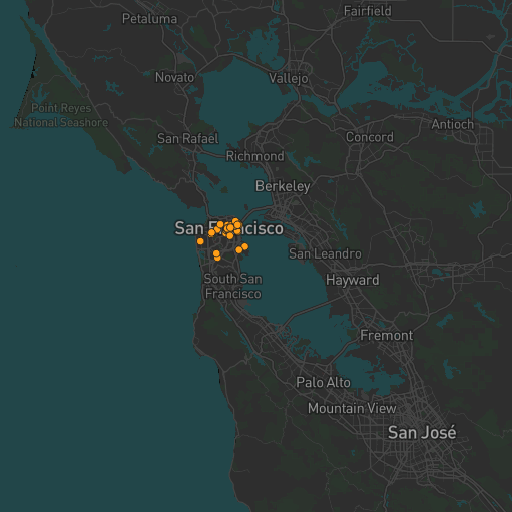 Fairfield
Petaluma
Novato
Vallejo
Point Reyes
National Seashore
Antioch
San Rafael
Concord
Richmond
Berkeley
San Francisco
San Leandro
South San
Francisco
Hayward
Fremont
Palo Alto
Mountain View
San José